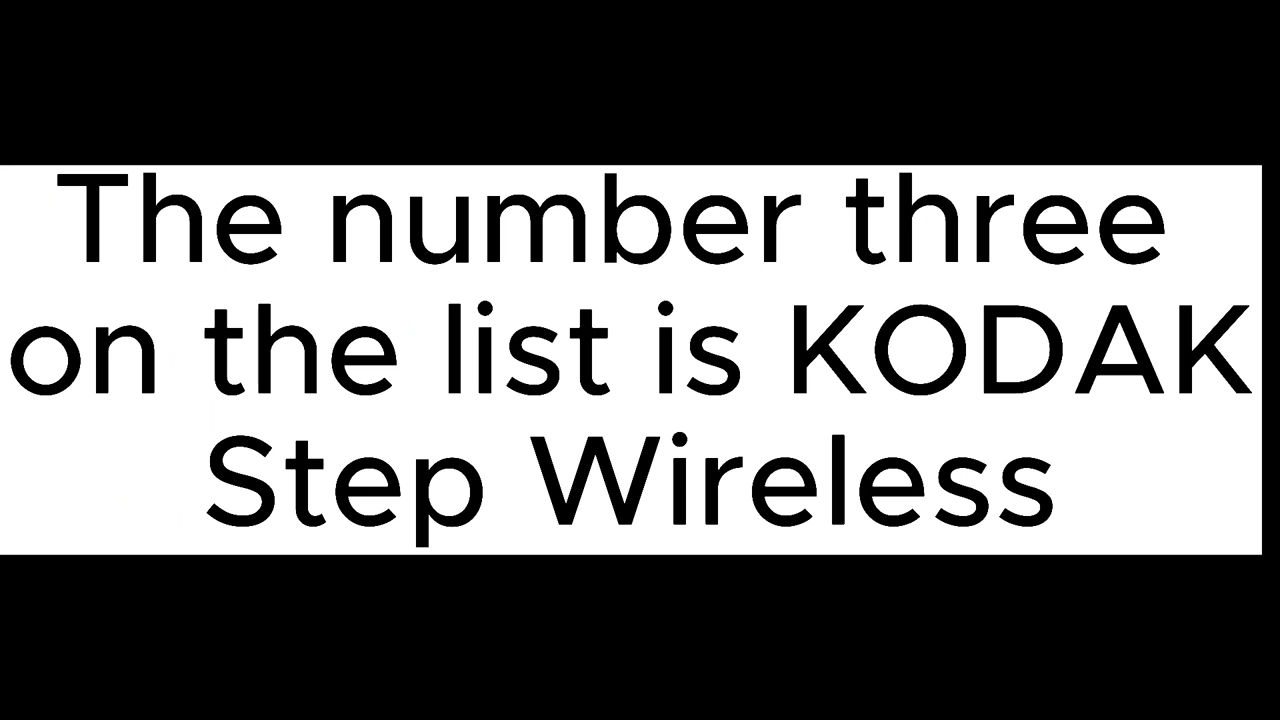 The number three
on the list is KODAK
Step Wireless